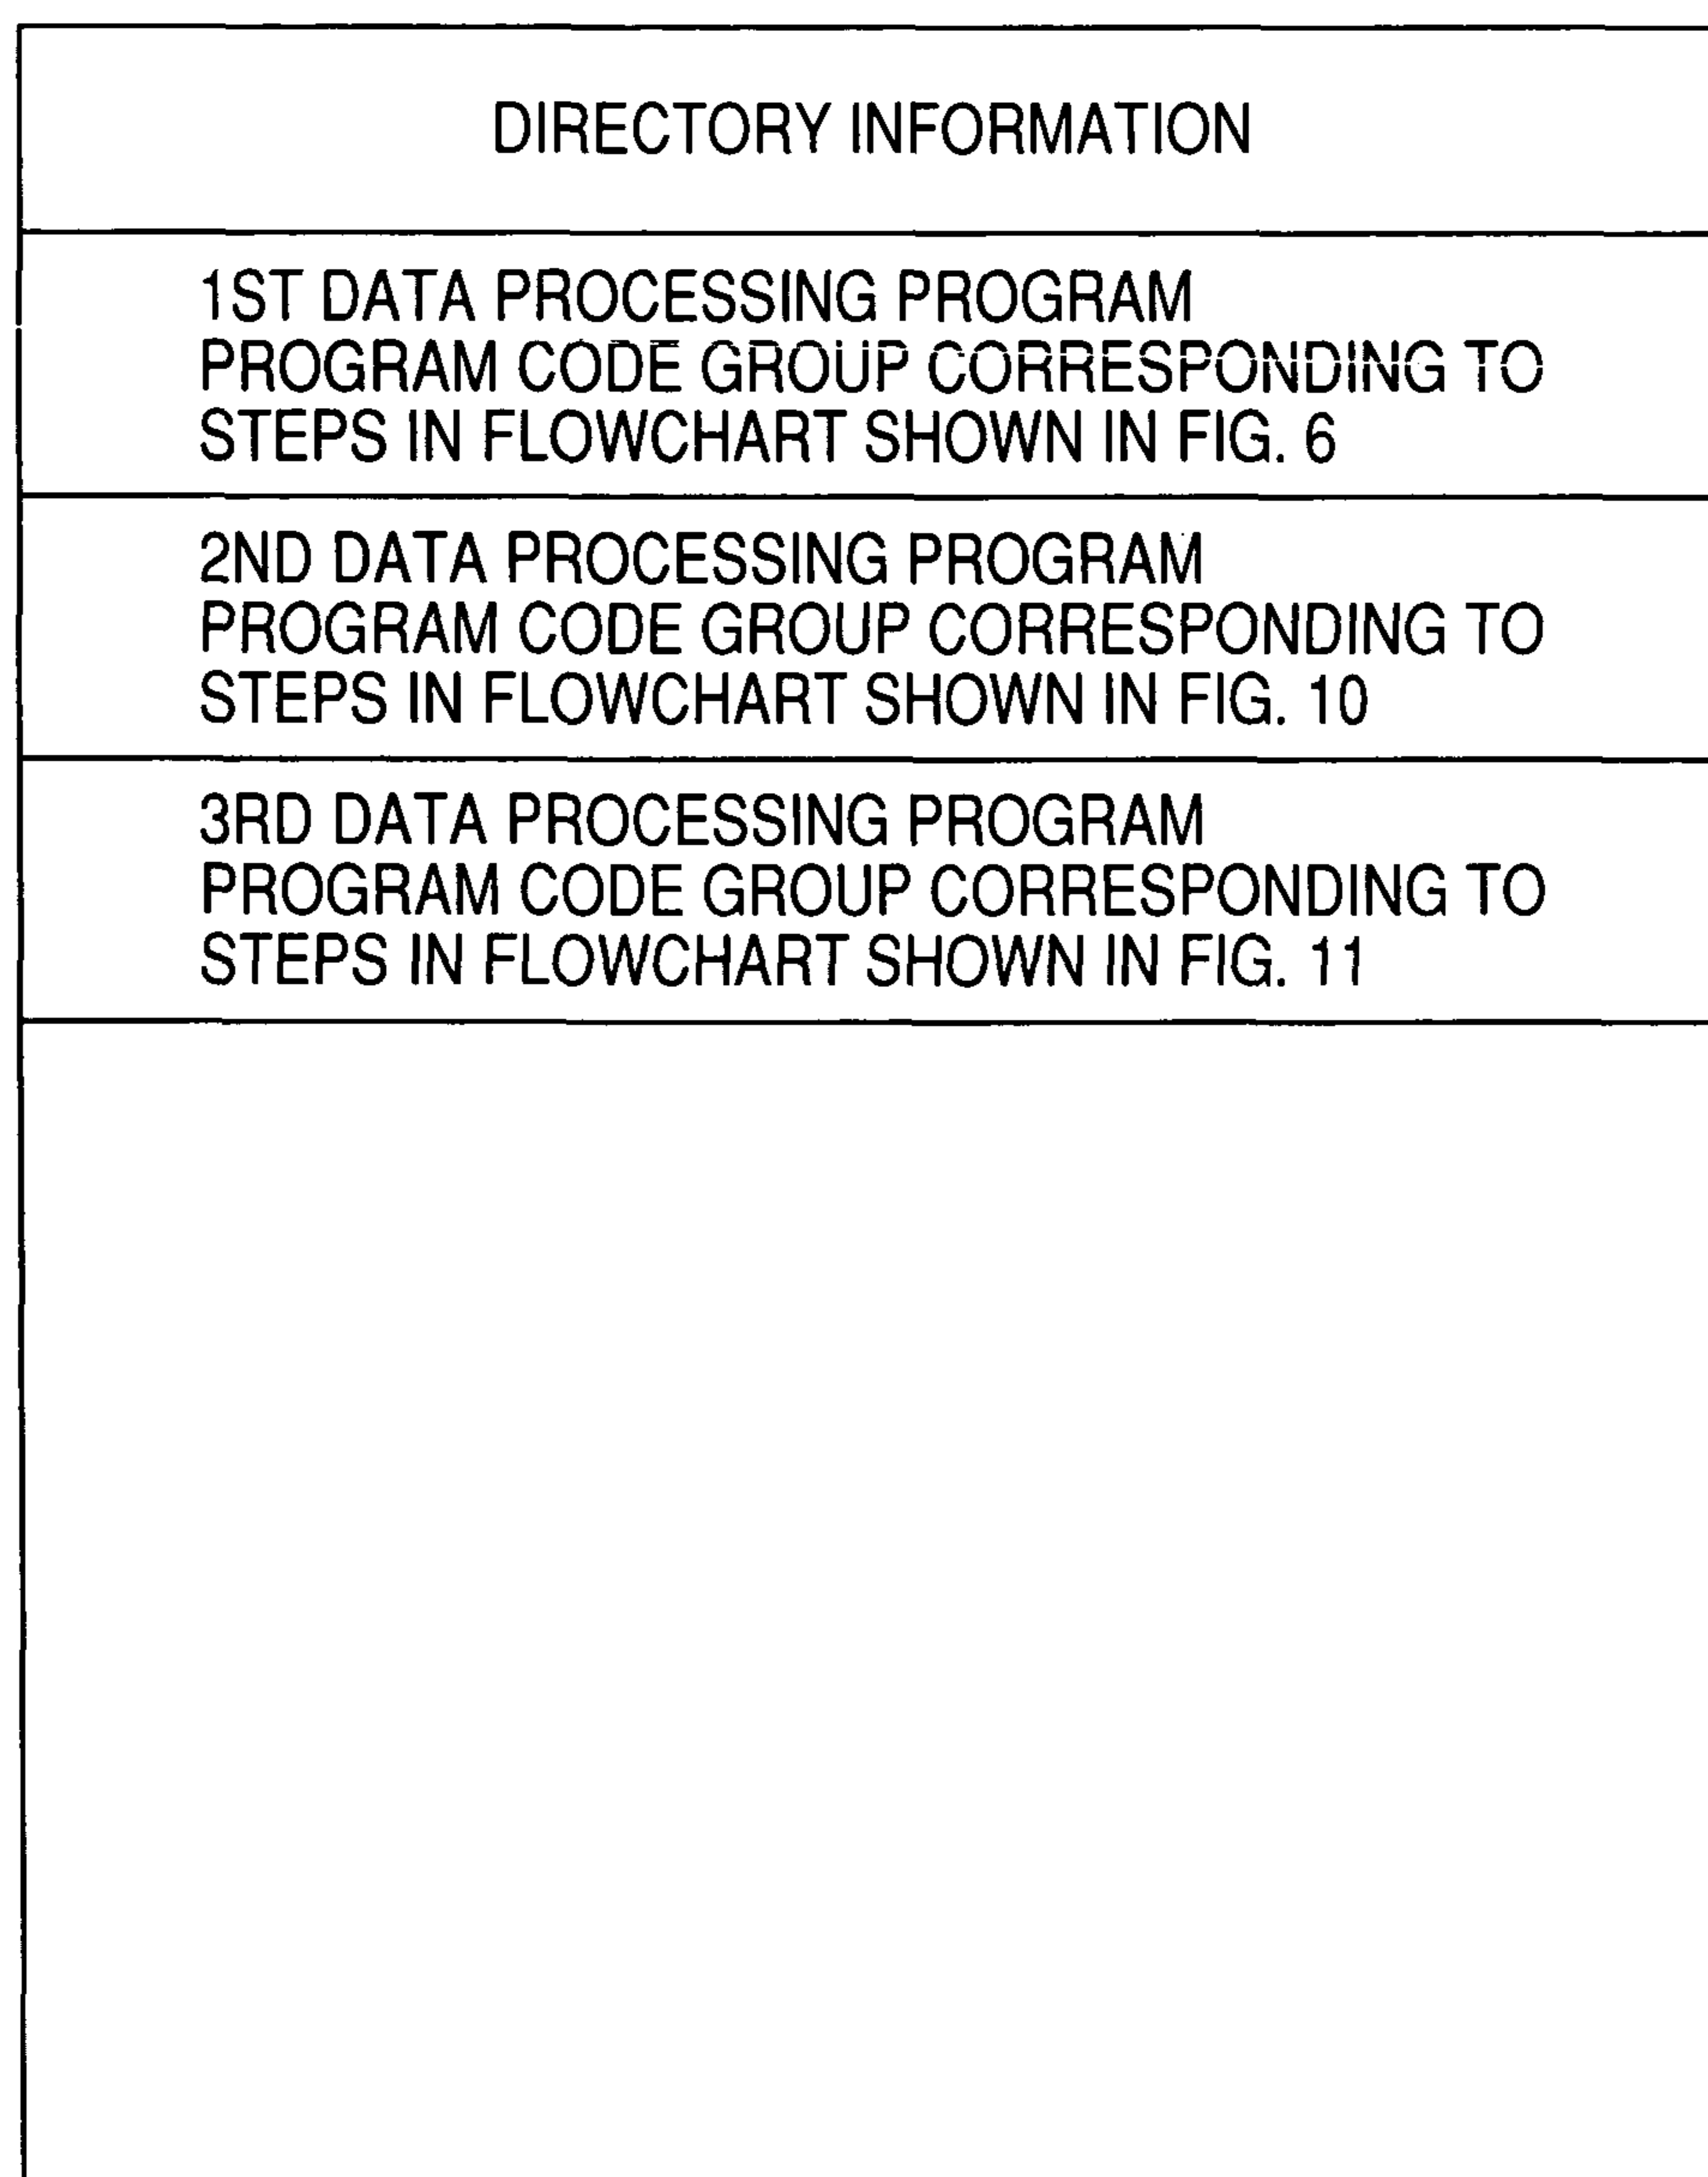 DIRECTORY INFORMATION
1ST DATA PROCESSING PROGRAM
PROGRAM CODE GROUP CORRESPONDING TO
STEPS IN FLOWCHART SHOWN IN FIG. 6
2ND DATA PROCESSING PROGRAM
PROGRAM CODE GROUP CORRESPONDING TO
STEPS IN FLOWCHART SHOWN IN FIG. 10
3RD DATA PROCESSING PROGRAM
PROGRAM CODE GROUP CORRESPONDING TO
STEPS IN FLOWCHART SHOWN IN FIG. 11